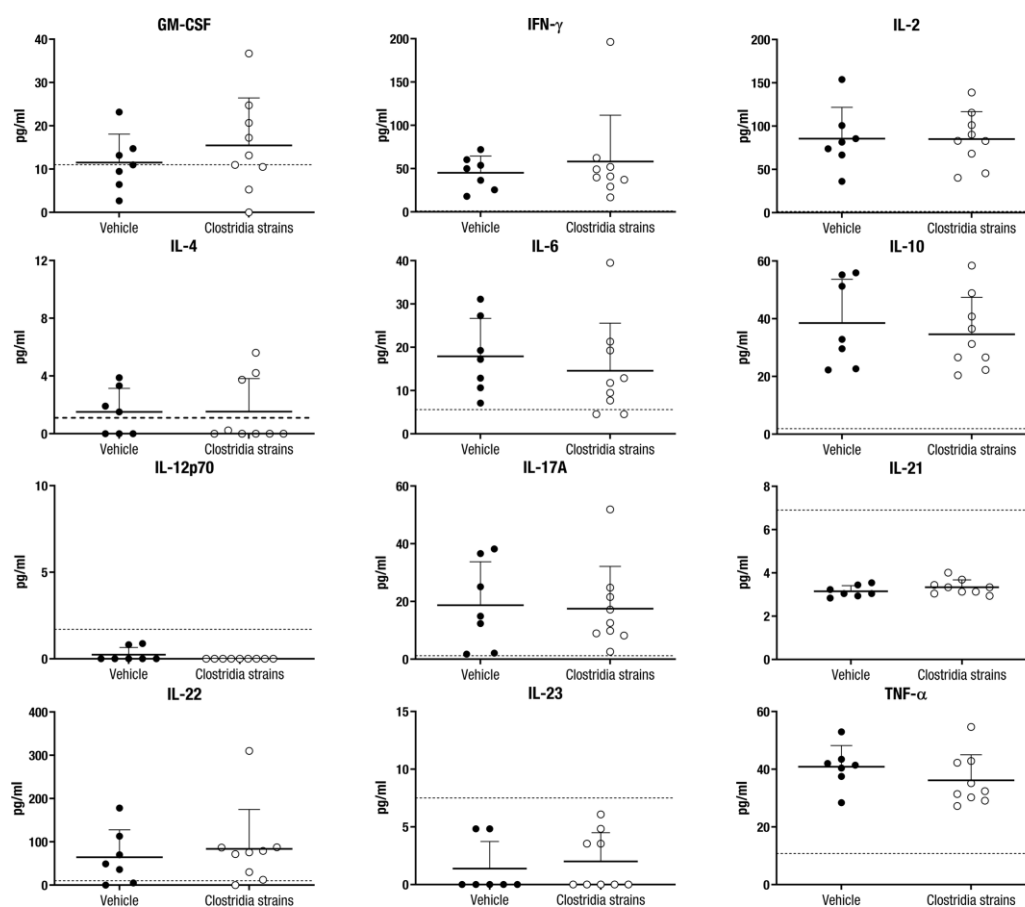 GM-CSF
40
30
20
10
0
pg/ml
Vehicle
Clostridia strains
IFN-γ
200
150
100
50
0
pg/ml
Vehicle
Clostridia strains
IL-2
200
150
100
50
0
pg/ml
Vehicle
Clostridia strains
IL-4
12
8
4
0
pg/ml
Vehicle
Clostridia strains
IL-6
40
30
20
10
0
pg/ml
Vehicle
Clostridia strains
IL-10
60
40
20
0
pg/ml
Vehicle
Clostridia strains
IL-12p70
10
5
0
pg/ml
Vehicle
Clostridia strains
IL-17A
60
40
20
0
pg/ml
Vehicle
Clostridia strains
IL-21
8
6
4
2
0
pg/ml
Vehicle
Clostridia strains
IL-22
400
300
200
100
0
pg/ml
Vehicle
Clostridia strains
IL-23
15
10
5
0
pg/ml
Vehicle
Clostridia strains
TNF-α
60
40
20
0
pg/ml
Vehicle
Clostridia strains